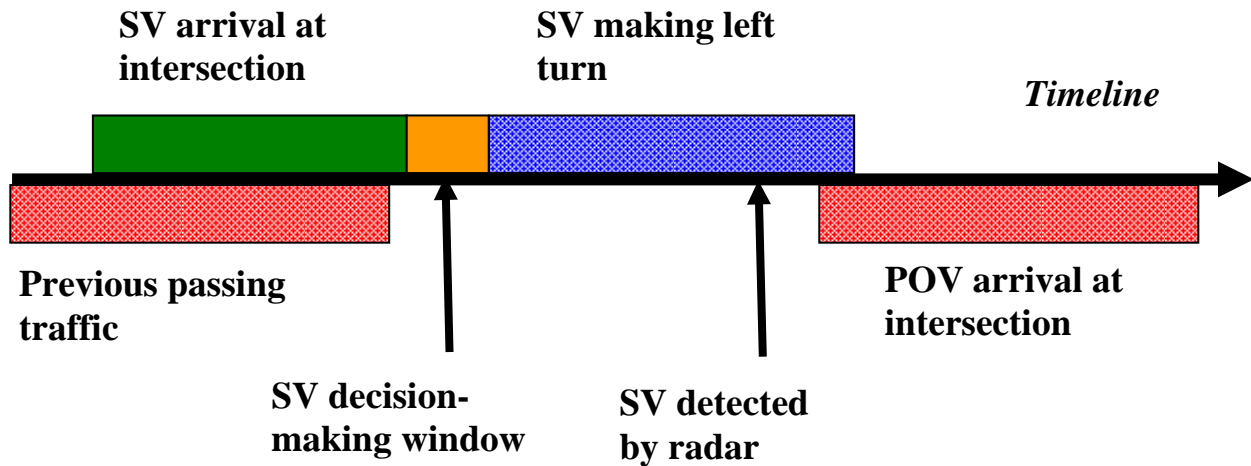 SV arrival at
intersection
SV making left
turn
Timeline
Previous passing
traffic
POV arrival at
intersection
SV decision-
making window
SV detected
by radar